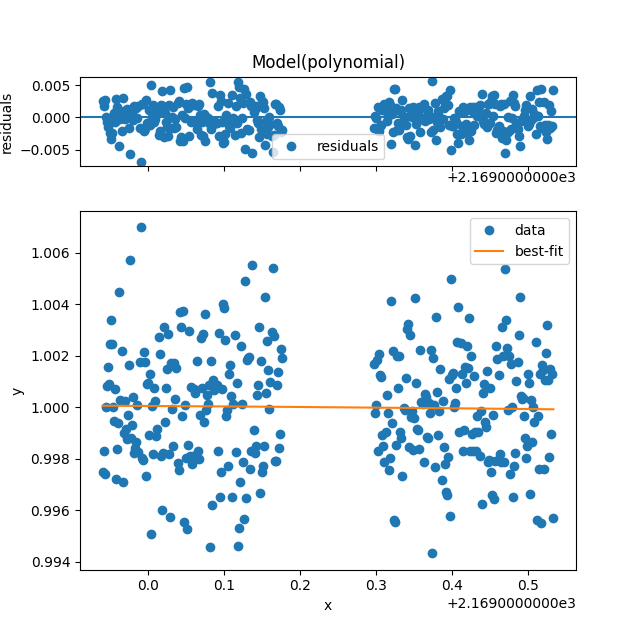 Model(polynomial)
0.005
0.000
−0.005
residuals
residuals
+2.1690000000e3
1.006
1.004
1.002
1.000
0.998
0.996
0.994
y
data
best-fit
0.0 0.1 0.2 0.3 0.4 0.5
x
+2.1690000000e3